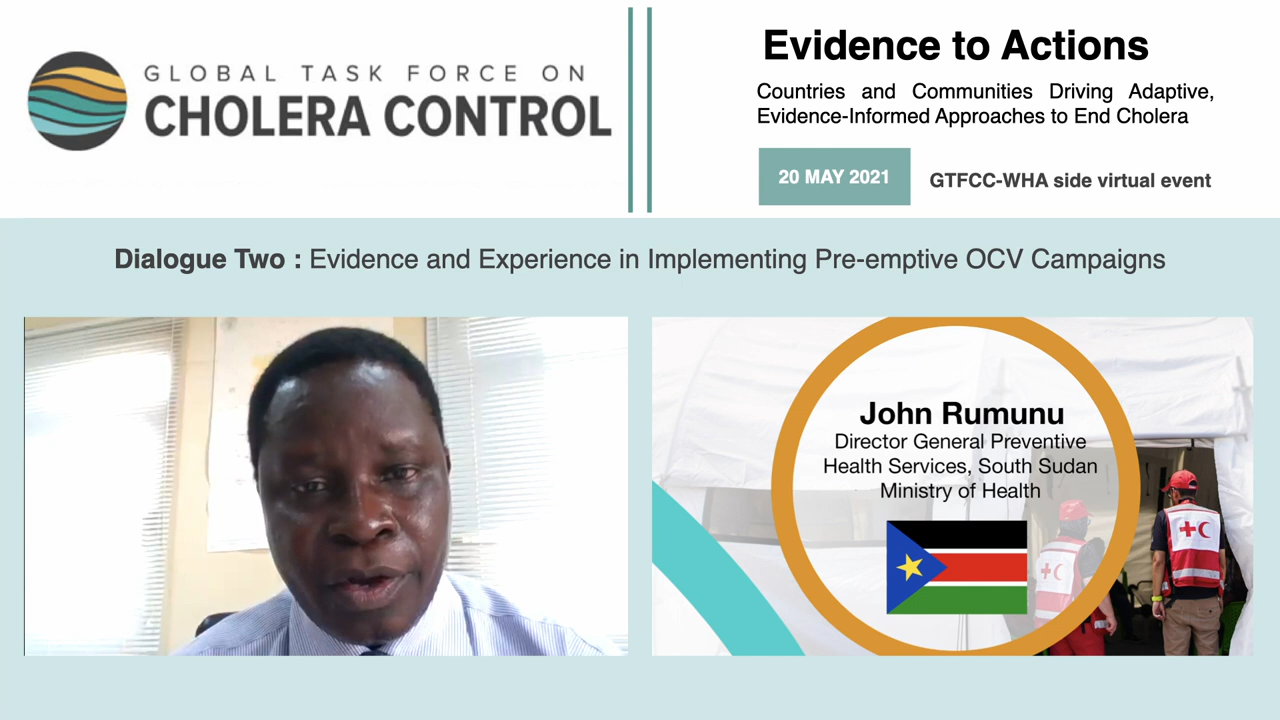 GLOBAL TASK FORCE ON
CHOLERA CONTROL
Evidence to Actions
Countries and Communities Driving Adaptive,
Evidence-Informed Approaches to End Cholera
20 MAY 2021
GTFCC-WHA side virtual event
Dialogue Two : Evidence and Experience in Implementing Pre-emptive OCV Campaigns
John Rumunu
Director General Preventive
Health Services, South Sudan
Ministry of Health